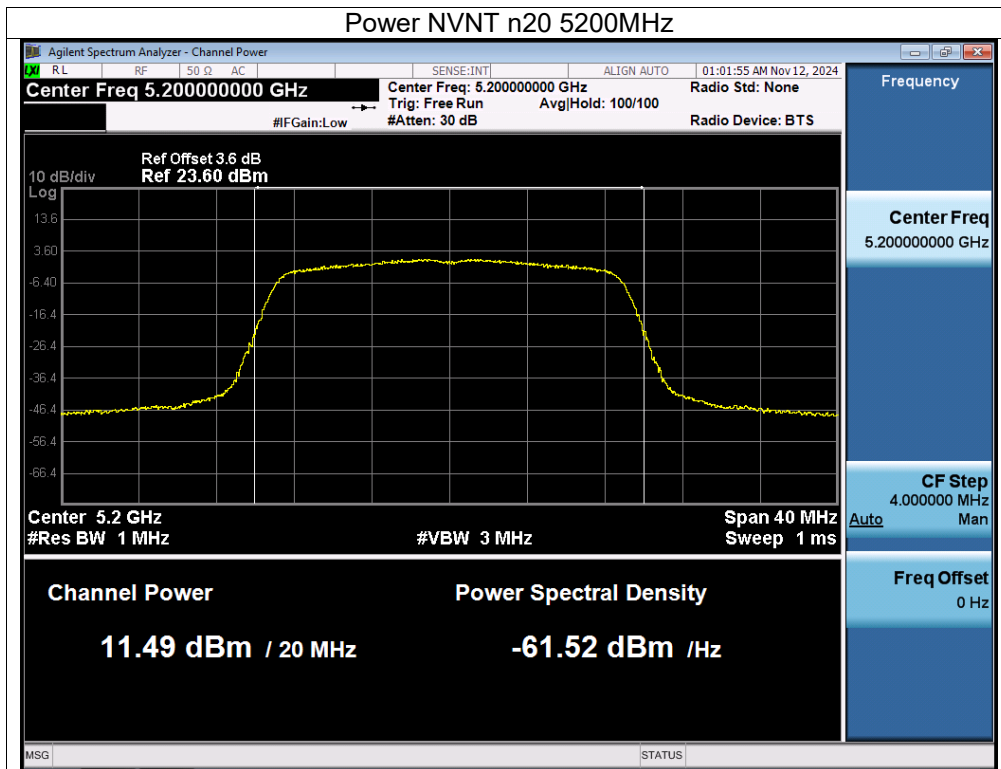 Power NVNT n20 5200MHz
Agilent Spectrum Analyzer - Channel Power
LXI RL RF 50 Ω AC SENSE:INT ALIGN AUTO 01:01:55 AM Nov 12, 2024
Center Freq 5.200000000 GHz
Center Freq: 5.200000000 GHz
Radio Std: None
Trig: Free Run
Avg|Hold: 100/100
#IFGain:Low
#Atten: 30 dB
Radio Device: BTS
Ref Offset 3.6 dB
10 dB/div
Ref 23.60 dBm
Log
13.6
3.60
-6.40
-16.4
-26.4
-36.4
-46.4
-56.4
-66.4
Center 5.2 GHz
Span 40 MHz
#Res BW 1 MHz
#VBW 3 MHz
Sweep 1 ms
Channel Power
Power Spectral Density
11.49 dBm / 20 MHz
-61.52 dBm /Hz
Frequency
Center Freq
5.200000000 GHz
CF Step
4.000000 MHz
Auto Man
Freq Offset
0 Hz
MSG
STATUS